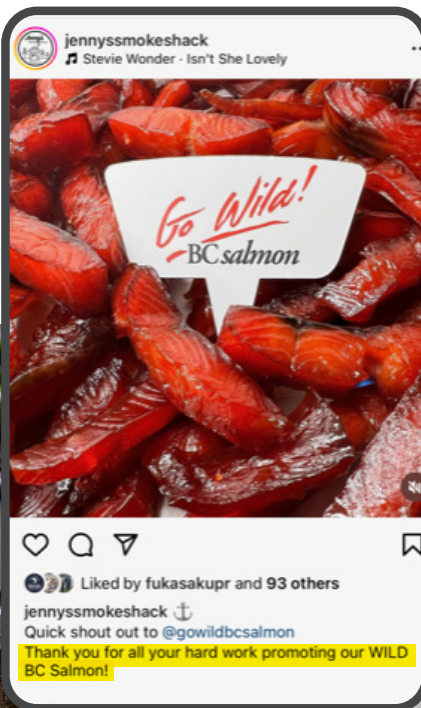 jennyssmokeshack
Stevie Wonder · Isn't She Lovely
Go Wild!
BC salmon
Liked by fukasakupr and 93 others
jennyssmokeshack
Quick shout out to @gowildbcsalmon
Thank you for all your hard work promoting our WILD
BC Salmon!